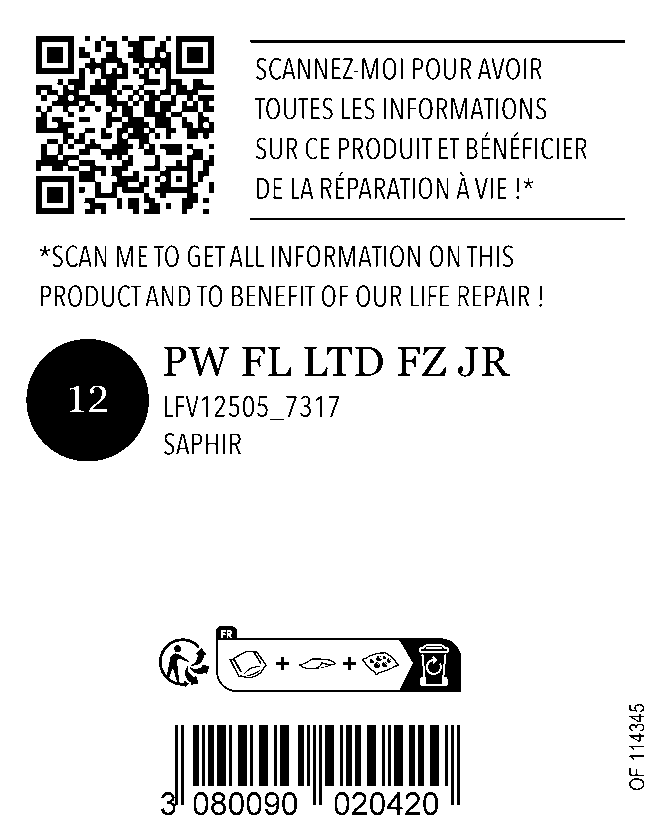 SCANNEZ-MOI POUR AVOIR
TOUTES LES INFORMATIONS
SUR CE PRODUIT ET BÉNÉFICIER
DE LA RÉPARATION À VIE !*
*SCAN ME TO GET ALL INFORMATION ON THIS
PRODUCT AND TO BENEFIT OF OUR LIFE REPAIR !
12
PW FL LTD FZ JR
LFV12505_7317
SAPHIR
FR
+ +
OF 114345
3 080090 020420